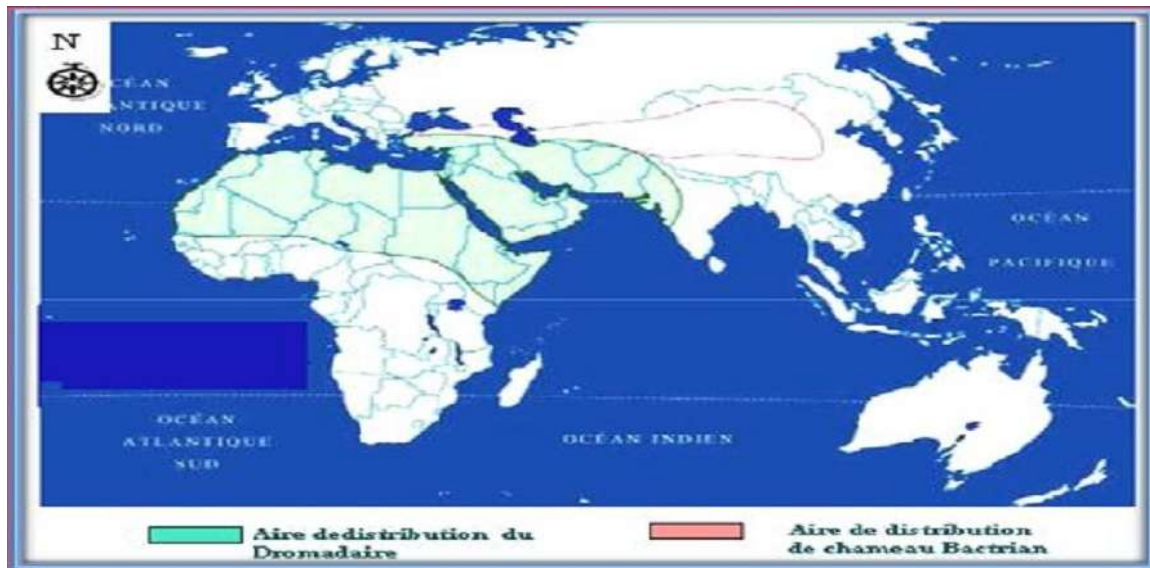 N
OCÉAN
ATLANTIQUE
NORD
OCÉAN
PACIFIQUE
OCÉAN
ATLANTIQUE
SUD
OCÉAN INDIEN
Aire dedistribution du
Dromadaire
Aire de distribution
de chameau Bactrian